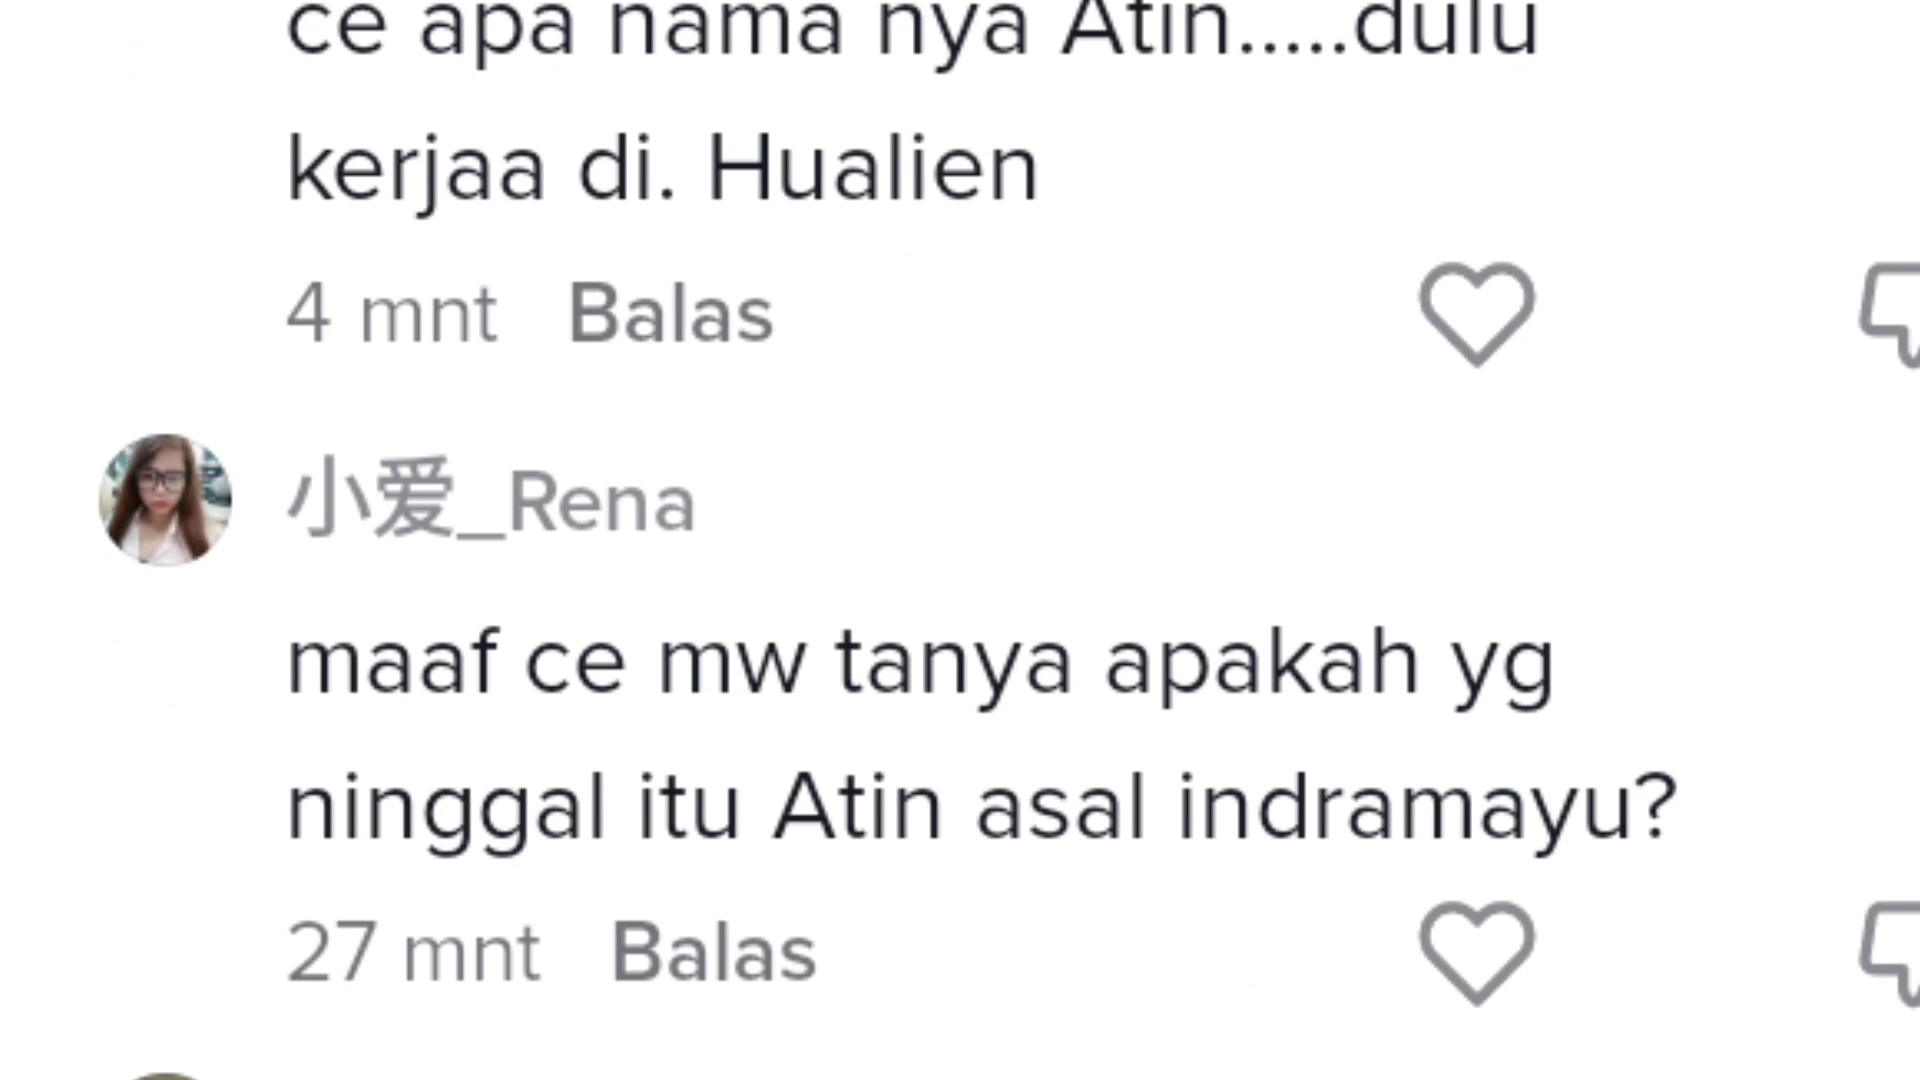 ce apa nama nya Atin.....dulu
kerjaa di. Hualien
4 mnt Balas
小爱_Rena
maaf ce mw tanya apakah yg
ninggal itu Atin asal indramayu?
27 mnt Balas